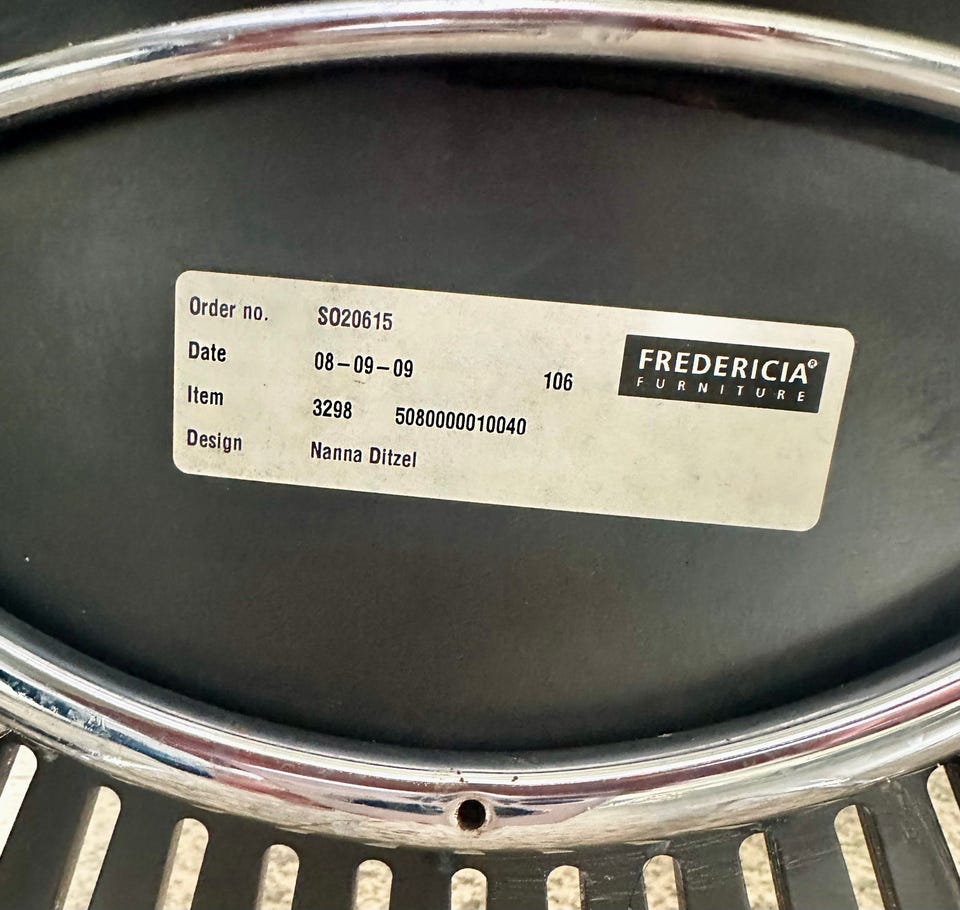 Order no. SO20615
Date 08-09-09 106
Item 3298 5080000010040
Design Nanna Ditzel
FREDERICIA®
FURNITURE